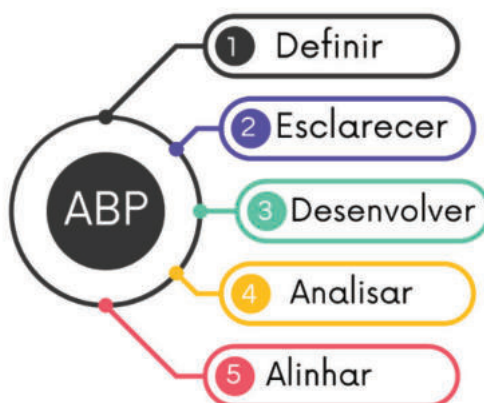 1 Definir
2 Esclarecer
ABP
3 Desenvolver
4 Analisar
5 Alinhar